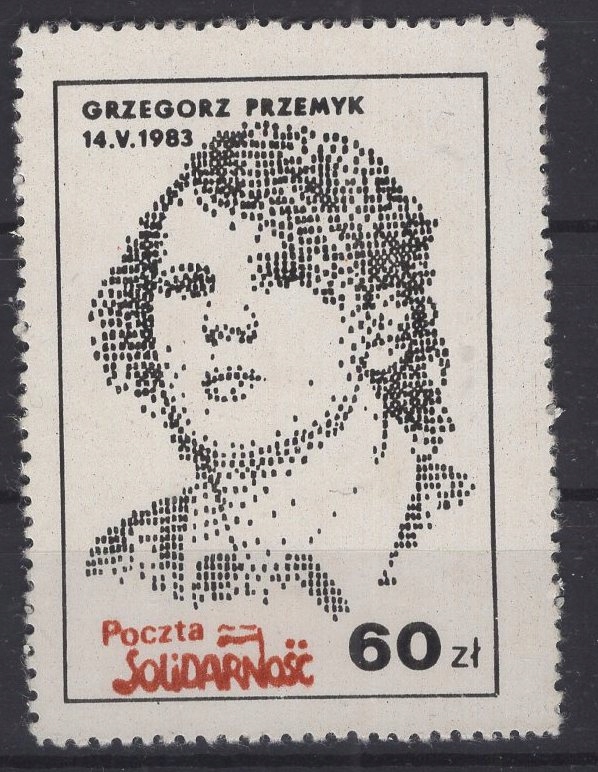 GRZEGORZ PRZEMYK
14.V.1983
Poczta
SOLiDARNOŚĆ
60 zł